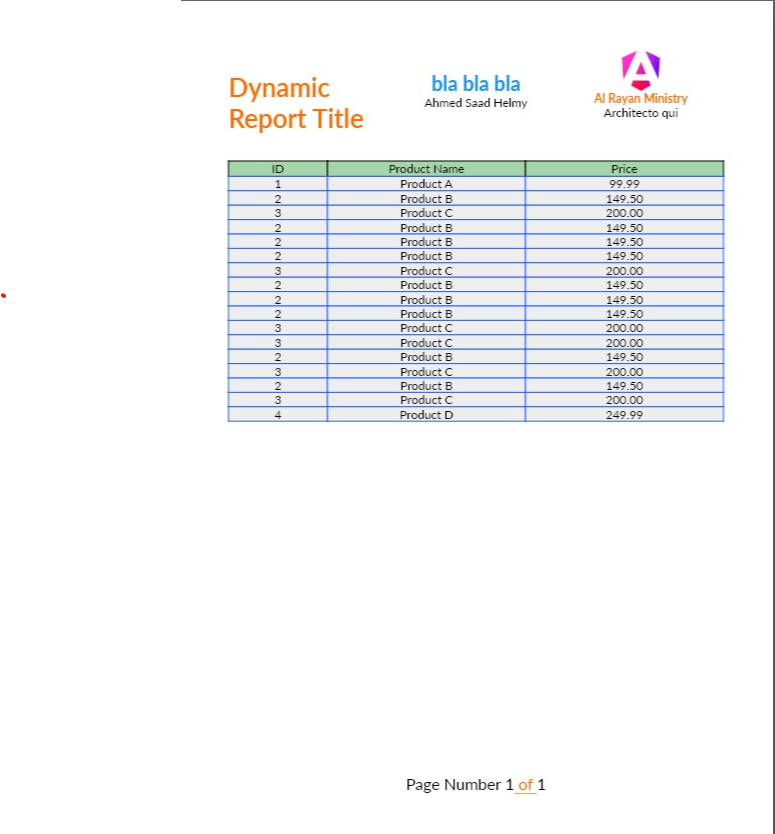 Dynamic
Report Title
bla bla bla
Ahmed Saad Helmy
Al Rayan Ministry
Architecto qui
ID Product Name Price
1 Product A 99.99
2 Product B 149.50
3 Product C 200.00
2 Product B 149.50
2 Product B 149.50
2 Product B 149.50
3 Product C 200.00
2 Product B 149.50
2 Product B 149.50
2 Product B 149.50
3 Product C 200.00
3 Product C 200.00
2 Product B 149.50
3 Product C 200.00
2 Product B 149.50
3 Product C 200.00
4 Product D 249.99
Page Number 1 of 1